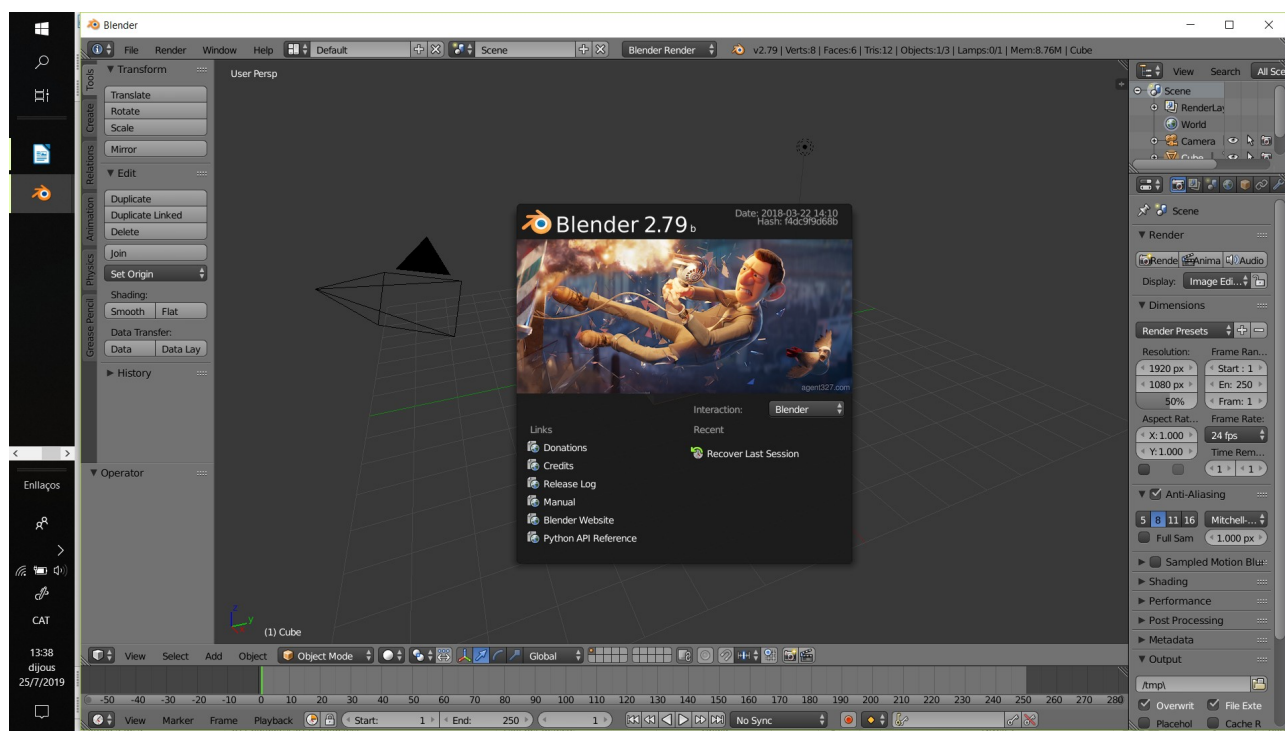 Blender
File Render Window Help Default Scene Blender Render v2.79 | Verts:8 | Faces:6 | Tris:12 | Objects:1/3 | Lamps:0/1 | Mem:8.76M | Cube
Tools
Create
Relations
Animation
Physics
Grease Pencil
Transform
Translate
Rotate
Scale
Mirror
Edit
Duplicate
Duplicate Linked
Delete
Join
Set Origin
Shading:
Smooth Flat
Data Transfer:
Data Data Lay
History
Operator
User Persp
Blender 2.79 b
Date: 2018-03-22 14:10
Hash: f4dc9f9d68b
agent327.com
Interaction: Blender
Links
Donations
Credits
Release Log
Manual
Blender Website
Python API Reference
Recent
Recover Last Session
z
y
(1) Cube
View Select Add Object Object Mode Global
-50 -40 -30 -20 -10 0 10 20 30 40 50 60 70 80 90 100 110 120 130 140 150 160 170 180 190 200 210 220 230 240 250 260 270 280
View Marker Frame Playback Start: 1 End: 250 1 No Sync
View Search All Sce
Scene
RenderLay
World
Camera
Cube
Scene
Render
Rende Anima Audio
Display: Image Edi...
Dimensions
Render Presets
Resolution: Frame Ran...
1920 px Start : 1
1080 px En: 250
50% Fram: 1
Aspect Rat... Frame Rate:
X:1.000 24 fps
Y:1.000 Time Rem...
1 1
Anti-Aliasing
5 8 11 16 Mitchell-...
Full Sam 1.000 px
Sampled Motion Blur
Shading
Performance
Post Processing
Metadata
Output
/tmp\
Overwrit File Exte
Placehol Cache R
Enllaços
CAT
13:38
dijous
25/7/2019